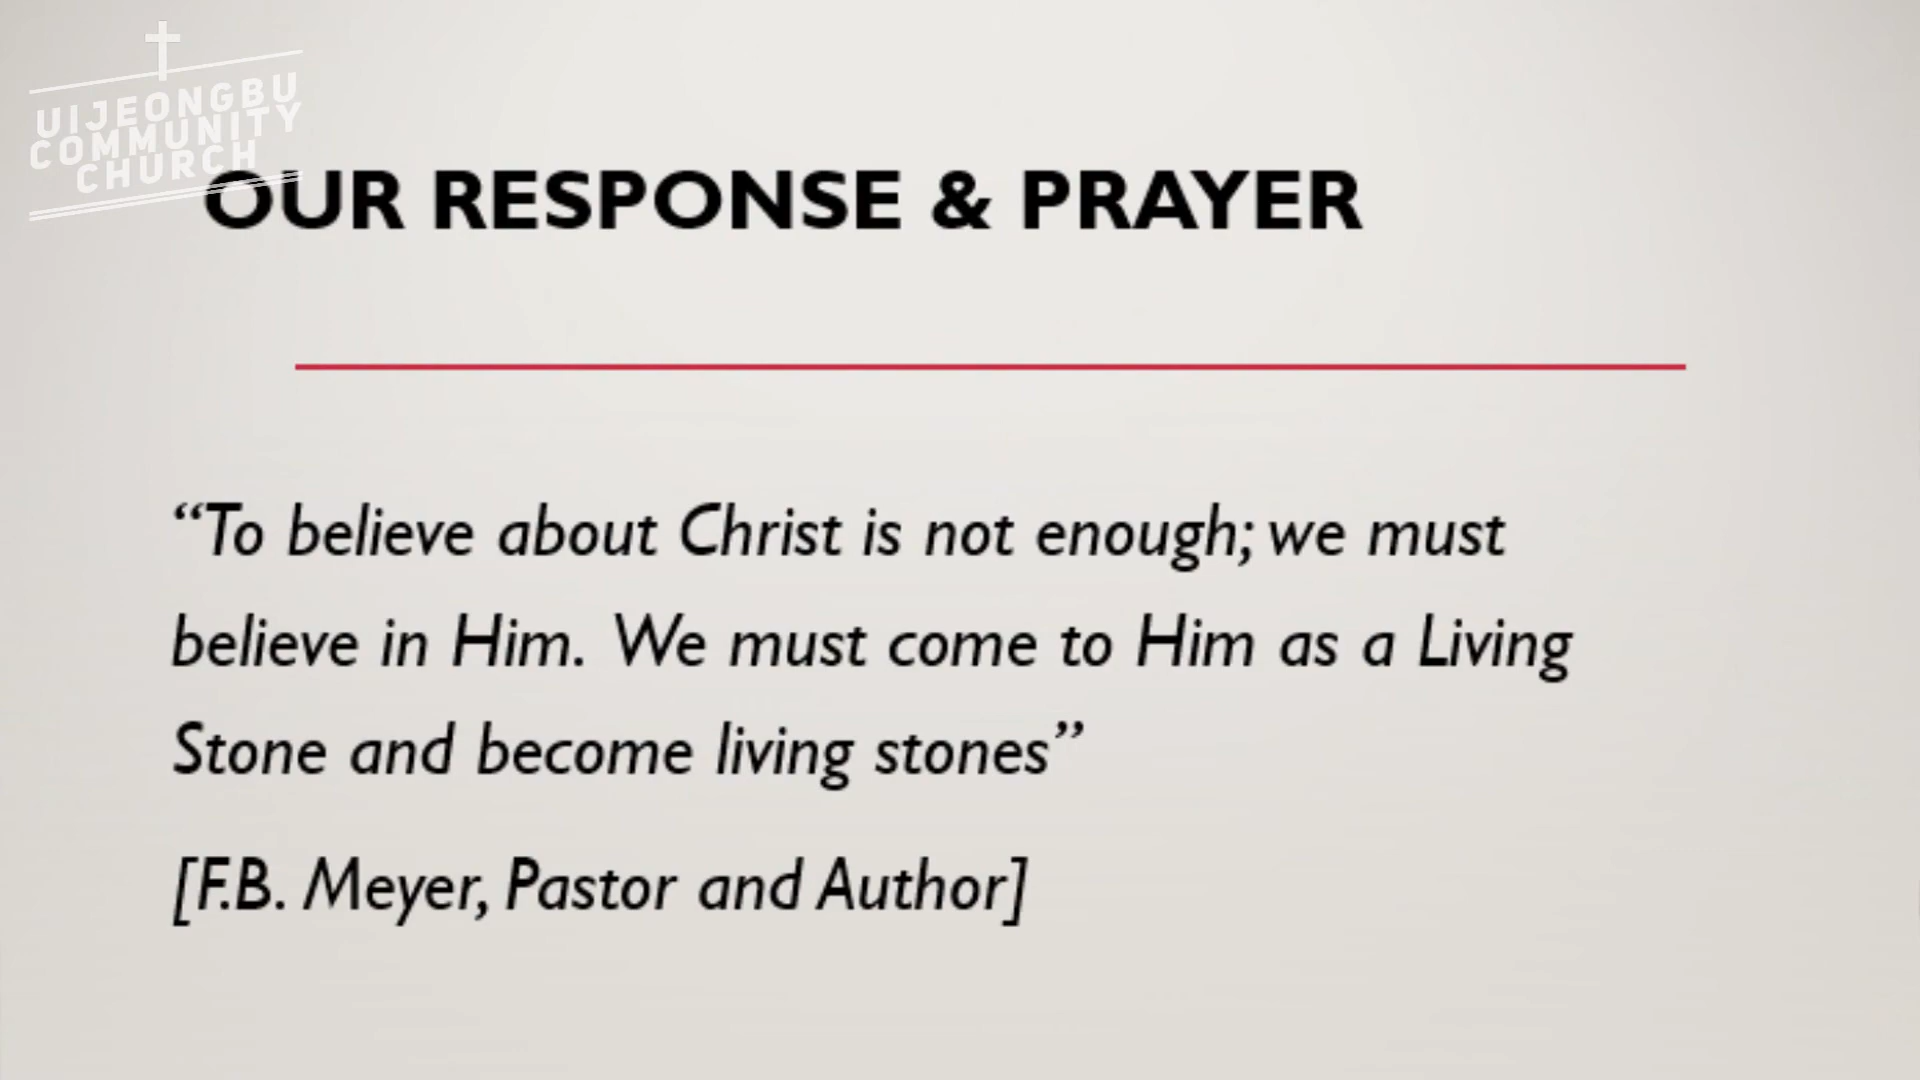 UIJEONGBU
COMMUNITY
CHURCH
OUR RESPONSE & PRAYER
“To believe about Christ is not enough; we must
believe in Him. We must come to Him as a Living
Stone and become living stones”
[F.B. Meyer, Pastor and Author]